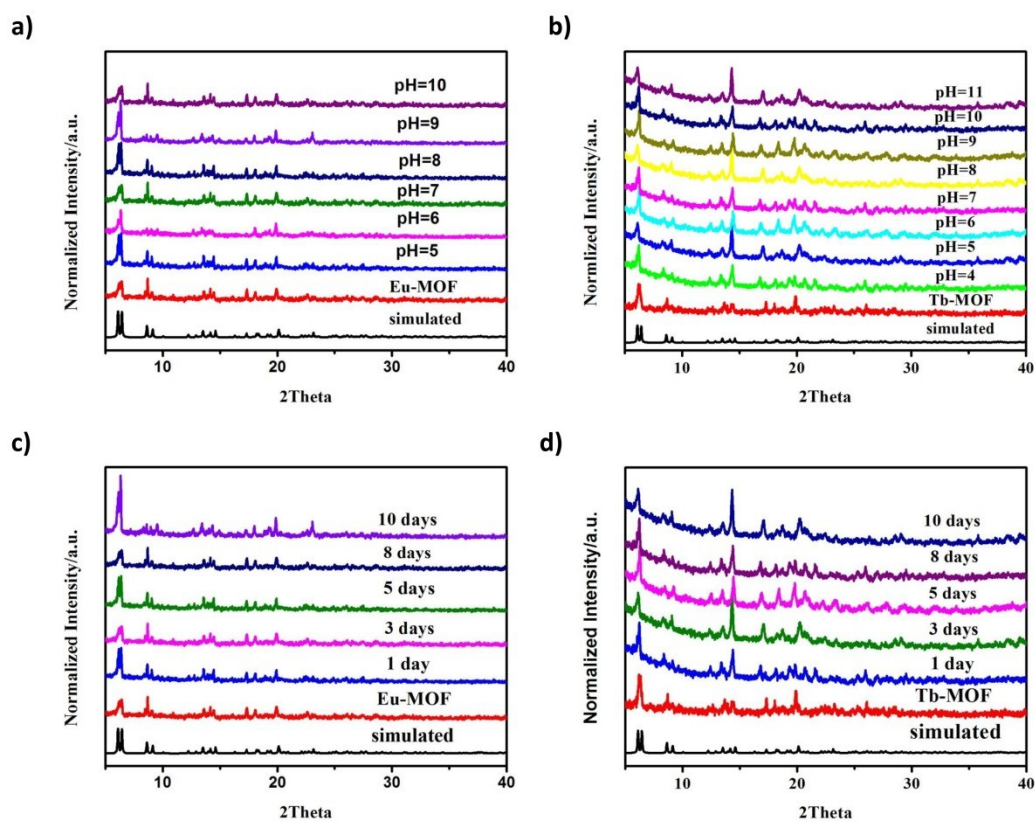 a)
Normalized Intensity/a.u.
pH=10
pH=9
pH=8
pH=7
pH=6
pH=5
Eu-MOF
simulated
10 20 30 40
2Theta
b)
Normlized Intensity/a.u.
pH=11
pH=10
pH=9
pH=8
pH=7
pH=6
pH=5
pH=4
Tb-MOF
simulated
10 20 30 40
2Theta
c)
Normalized Intensity/a.u.
10 days
8 days
5 days
3 days
1 day
Eu-MOF
simulated
10 20 30 40
2Theta
d)
Normalized Intensity/a.u.
10 days
8 days
5 days
3 days
1 day
Tb-MOF
simulated
10 20 30 40
2Theta